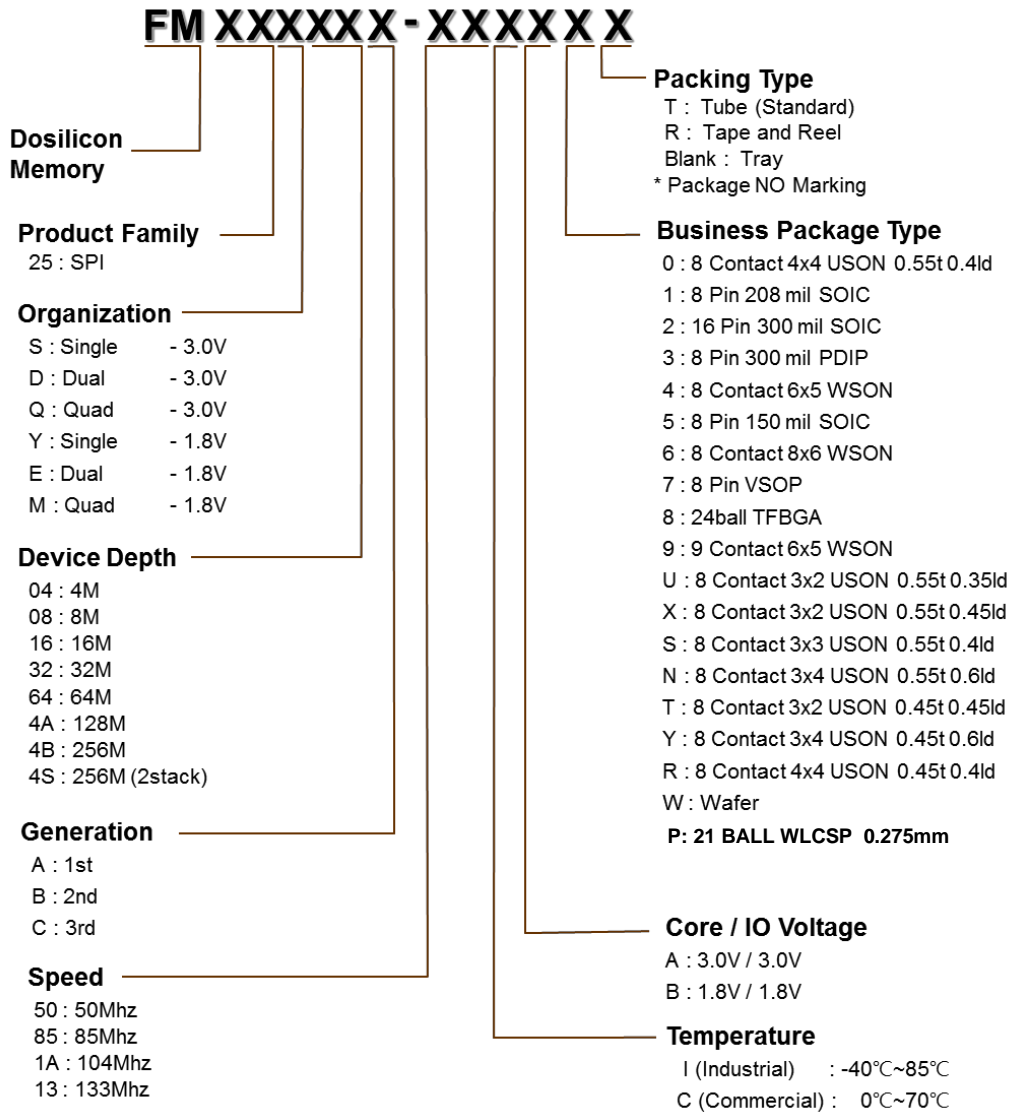 FM XXXXXX-XXXXXX
Dosilicon
Memory
Product Family
25 : SPI
Organization
S : Single - 3.0V
D : Dual - 3.0V
Q : Quad - 3.0V
Y : Single - 1.8V
E : Dual - 1.8V
M : Quad - 1.8V
Device Depth
04 : 4M
08 : 8M
16 : 16M
32 : 32M
64 : 64M
4A : 128M
4B : 256M
4S : 256M (2stack)
Generation
A : 1st
B : 2nd
C : 3rd
Speed
50 : 50Mhz
85 : 85Mhz
1A : 104Mhz
13 : 133Mhz
Packing Type
T : Tube (Standard)
R : Tape and Reel
Blank : Tray
* Package NO Marking
Business Package Type
0 : 8 Contact 4x4 USON 0.55t 0.4ld
1 : 8 Pin 208 mil SOIC
2 : 16 Pin 300 mil SOIC
3 : 8 Pin 300 mil PDIP
4 : 8 Contact 6x5 WSON
5 : 8 Pin 150 mil SOIC
6 : 8 Contact 8x6 WSON
7 : 8 Pin VSOP
8 : 24ball TFBGA
9 : 9 Contact 6x5 WSON
U : 8 Contact 3x2 USON 0.55t 0.35ld
X : 8 Contact 3x2 USON 0.55t 0.45ld
S : 8 Contact 3x3 USON 0.55t 0.4ld
N : 8 Contact 3x4 USON 0.55t 0.6ld
T : 8 Contact 3x2 USON 0.45t 0.45ld
Y : 8 Contact 3x4 USON 0.45t 0.6ld
R : 8 Contact 4x4 USON 0.45t 0.4ld
W : Wafer
P: 21 BALL WLCSP 0.275mm
Core / IO Voltage
A : 3.0V / 3.0V
B : 1.8V / 1.8V
Temperature
I (Industrial) : -40℃~85℃
C (Commercial) : 0℃~70℃